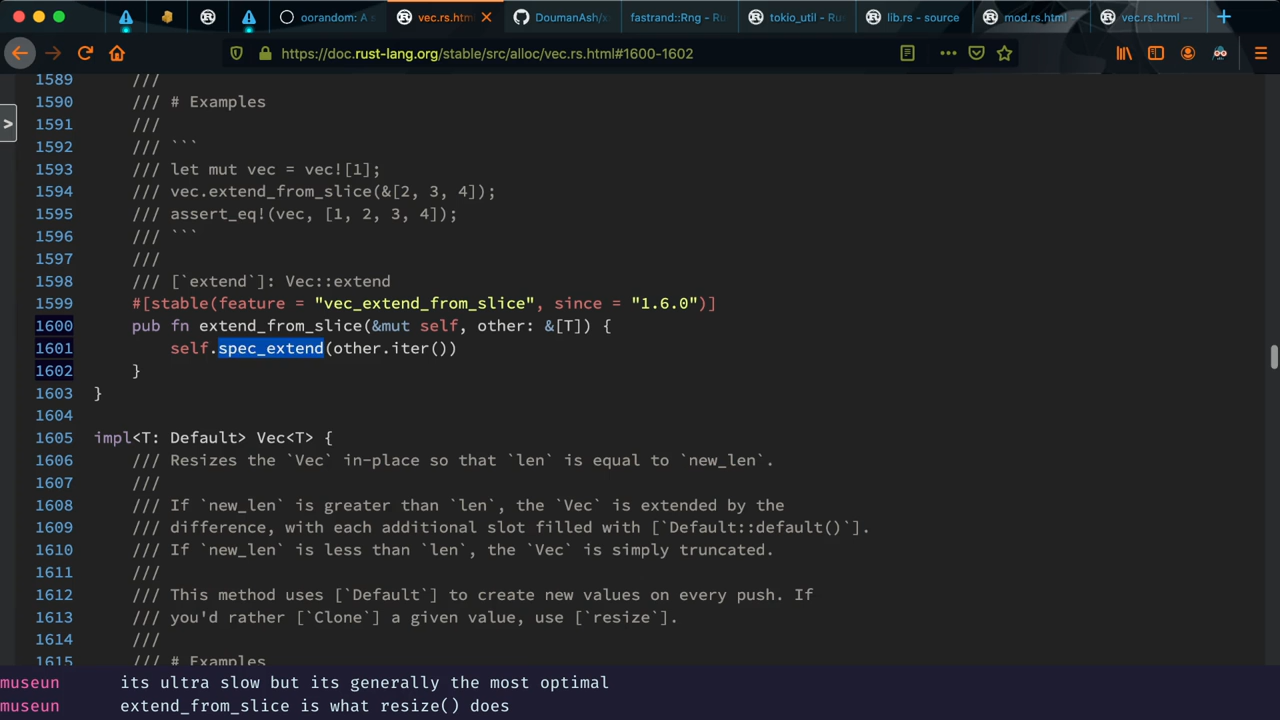 oorandom: A s
vec.rs.htm
DoumanAsh/x
fastrand::Rng - Ru
tokio_util - Ru
lib.rs - source
mod.rs.html -
vec.rs.html --
https://doc.rust-lang.org/stable/src/alloc/vec.rs.html#1600-1602
1589 ///
1590 /// # Examples
1591 ///
1592 /// ```
1593 /// let mut vec = vec![1];
1594 /// vec.extend_from_slice(&[2, 3, 4]);
1595 /// assert_eq!(vec, [1, 2, 3, 4]);
1596 /// ```
1597 ///
1598 /// [`extend`]: Vec::extend
1599 #[stable(feature = "vec_extend_from_slice", since = "1.6.0")]
1600 pub fn extend_from_slice(&mut self, other: &[T]) {
1601 self.spec_extend(other.iter())
1602 }
1603 }
1604
1605 impl<T: Default> Vec<T> {
1606 /// Resizes the `Vec` in-place so that `len` is equal to `new_len`.
1607 ///
1608 /// If `new_len` is greater than `len`, the `Vec` is extended by the
1609 /// difference, with each additional slot filled with [`Default::default()`].
1610 /// If `new_len` is less than `len`, the `Vec` is simply truncated.
1611 ///
1612 /// This method uses [`Default`] to create new values on every push. If
1613 /// you'd rather [`Clone`] a given value, use [`resize`].
1614 ///
1615 /// # Examples
museun its ultra slow but its generally the most optimal
museun extend_from_slice is what resize() does